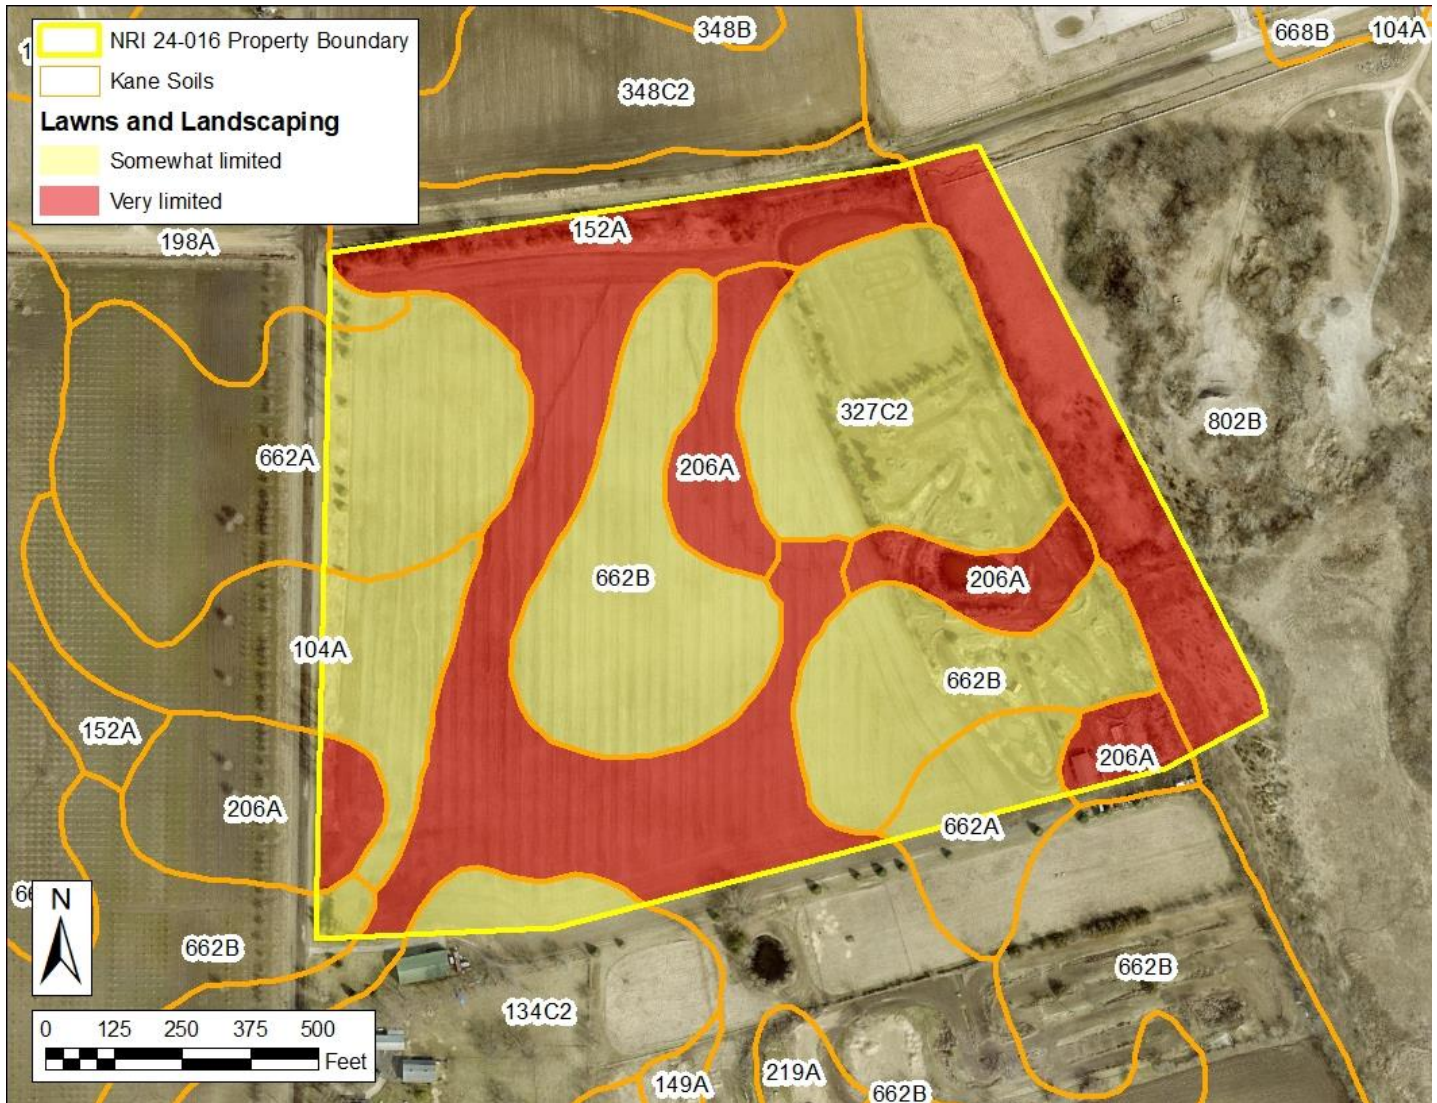 NRI 24-016 Property Boundary
Kane Soils
Lawns and Landscaping
Somewhat limited
Very limited
348B
668B
104A
348C2
152A
198A
327C2
802B
662A
206A
662B
206A
104A
662B
152A
206A
206A
662A
N
662B
662B
134C2
0 125 250 375 500
Feet
149A
219A
662B